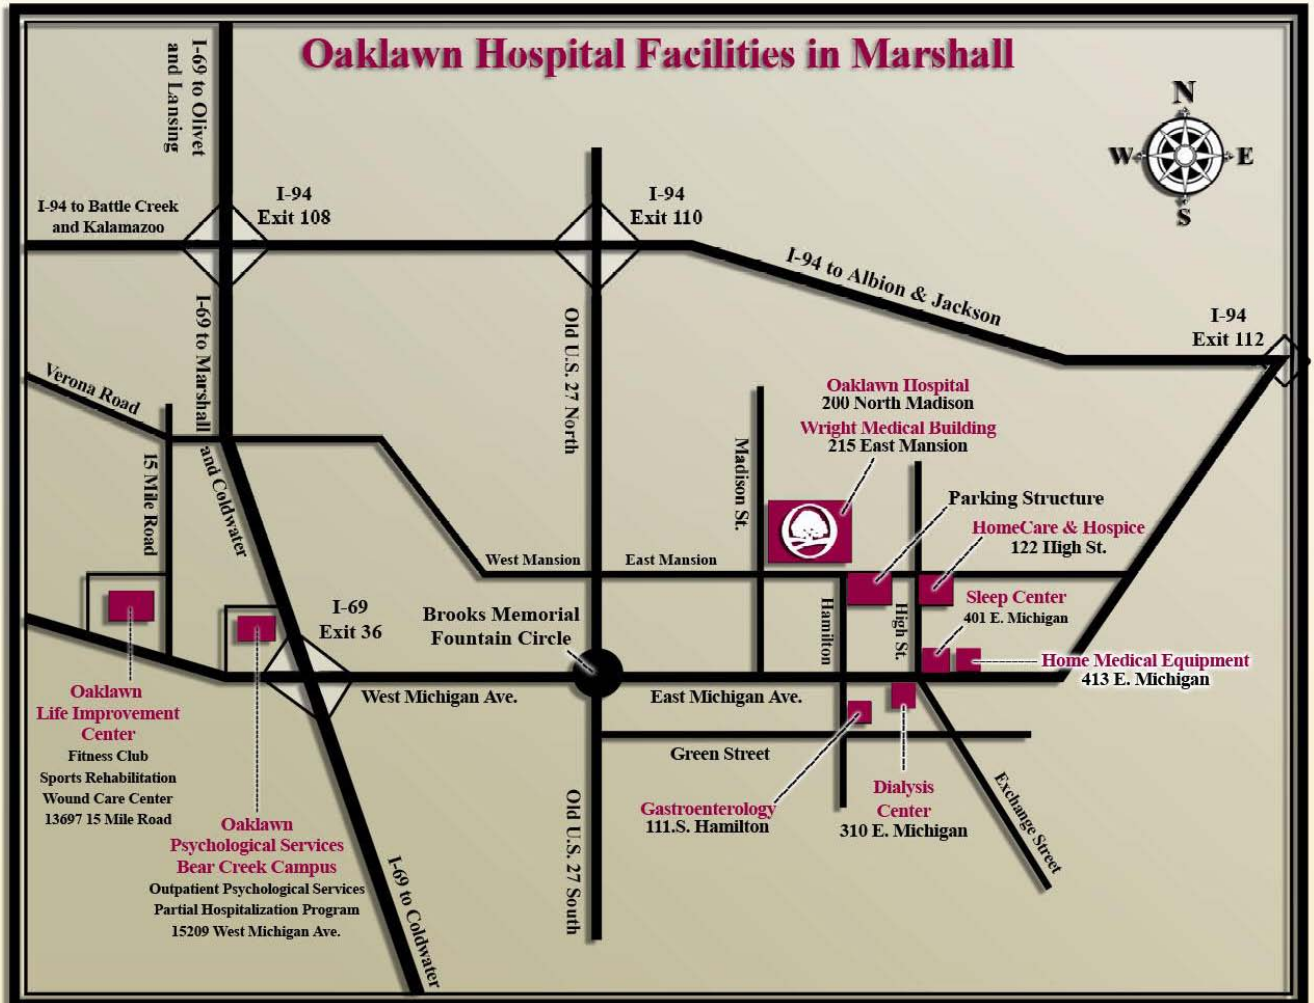 Oaklawn Hospital Facilities in Marshall
I-69 to Olivet
and Lansing
N
W
E
S
I-94 to Battle Creek
and Kalamazoo
I-94
Exit 108
I-94
Exit 110
I-94 to Albion & Jackson
I-94
Exit 112
I-69 to Marshall
and Coldwater
Old U.S. 27 North
Verona Road
15 Mile Road
Madison St.
Oaklawn Hospital
200 North Madison
Wright Medical Building
215 East Mansion
Parking Structure
HomeCare & Hospice
122 High St.
West Mansion
East Mansion
Hamilton
High St.
Sleep Center
401 E. Michigan
I-69
Exit 36
Brooks Memorial
Fountain Circle
Home Medical Equipment
413 E. Michigan
West Michigan Ave.
East Michigan Ave.
Green Street
Oaklawn
Life Improvement
Center
Fitness Club
Sports Rehabilitation
Wound Care Center
13697 15 Mile Road
Oaklawn
Psychological Services
Bear Creek Campus
Outpatient Psychological Services
Partial Hospitalization Program
15209 West Michigan Ave.
I-69 to Coldwater
Old U.S. 27 South
Gastroenterology
111.S. Hamilton
Dialysis
Center
310 E. Michigan
Exchange Street